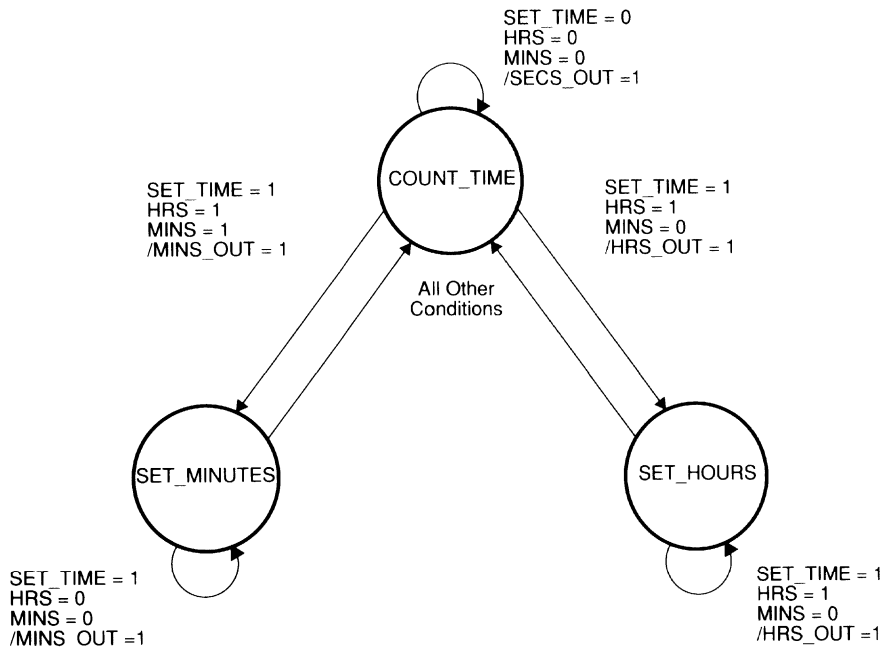 SET_TIME = 0
HRS = 0
MINS = 0
/SECS_OUT =1
COUNT_TIME
SET_TIME = 1
HRS = 1
MINS = 1
/MINS_OUT = 1
SET_TIME = 1
HRS = 1
MINS = 0
/HRS_OUT = 1
All Other
Conditions
SET_MINUTES
SET_HOURS
SET_TIME = 1
HRS = 0
MINS = 0
/MINS_OUT =1
SET_TIME = 1
HRS = 1
MINS = 0
/HRS_OUT =1